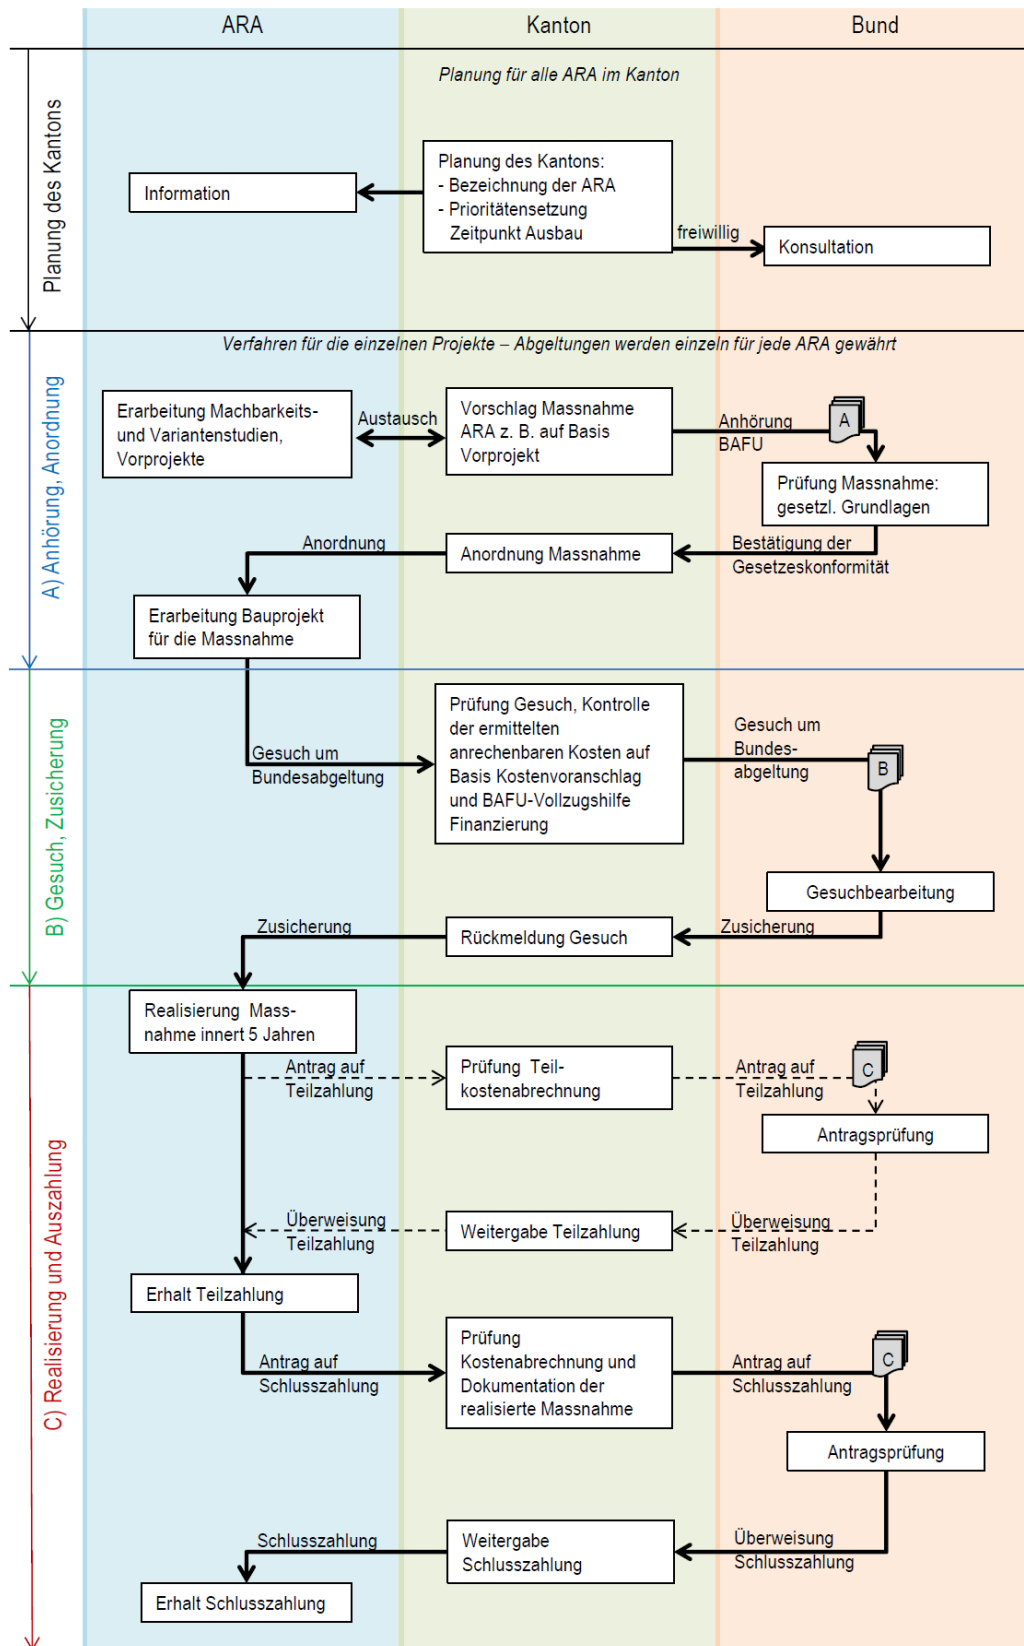 ARA
Kanton
Bund
Planung des Kantons
Planung für alle ARA im Kanton
Planung des Kantons:
- Bezeichnung der ARA
- Prioritätensetzung
Zeitpunkt Ausbau
Information
freiwillig
Konsultation
A) Anhörung, Anordnung
Verfahren für die einzelnen Projekte – Abgeltungen werden einzeln für jede ARA gewährt
Erarbeitung Machbarkeits-
und Variantenstudien,
Vorprojekte
Austausch
Vorschlag Massnahme
ARA z. B. auf Basis
Vorprojekt
Anhörung
BAFU
A
Prüfung Massnahme:
gesetzl. Grundlagen
Anordnung
Anordnung Massnahme
Bestätigung der
Gesetzeskonformität
Erarbeitung Bauprojekt
für die Massnahme
B) Gesuch, Zusicherung
Gesuch um
Bundesabgeltung
Prüfung Gesuch, Kontrolle
der ermittelten
anrechenbaren Kosten auf
Basis Kostenvoranschlag
und BAFU-Vollzugshilfe
Finanzierung
Gesuch um
Bundes-
abgeltung
B
Gesuchbearbeitung
Zusicherung
Rückmeldung Gesuch
Zusicherung
C) Realisierung und Auszahlung
Realisierung Mass-
nahme innert 5 Jahren
Antrag auf
Teilzahlung
Prüfung Teil-
kostenabrechnung
Antrag auf
Teilzahlung
C
Antragsprüfung
Überweisung
Teilzahlung
Weitergabe Teilzahlung
Überweisung
Teilzahlung
Erhalt Teilzahlung
Antrag auf
Schlusszahlung
Prüfung
Kostenabrechnung und
Dokumentation der
realisierte Massnahme
Antrag auf
Schlusszahlung
C
Antragsprüfung
Schlusszahlung
Weitergabe
Schlusszahlung
Überweisung
Schlusszahlung
Erhalt Schlusszahlung